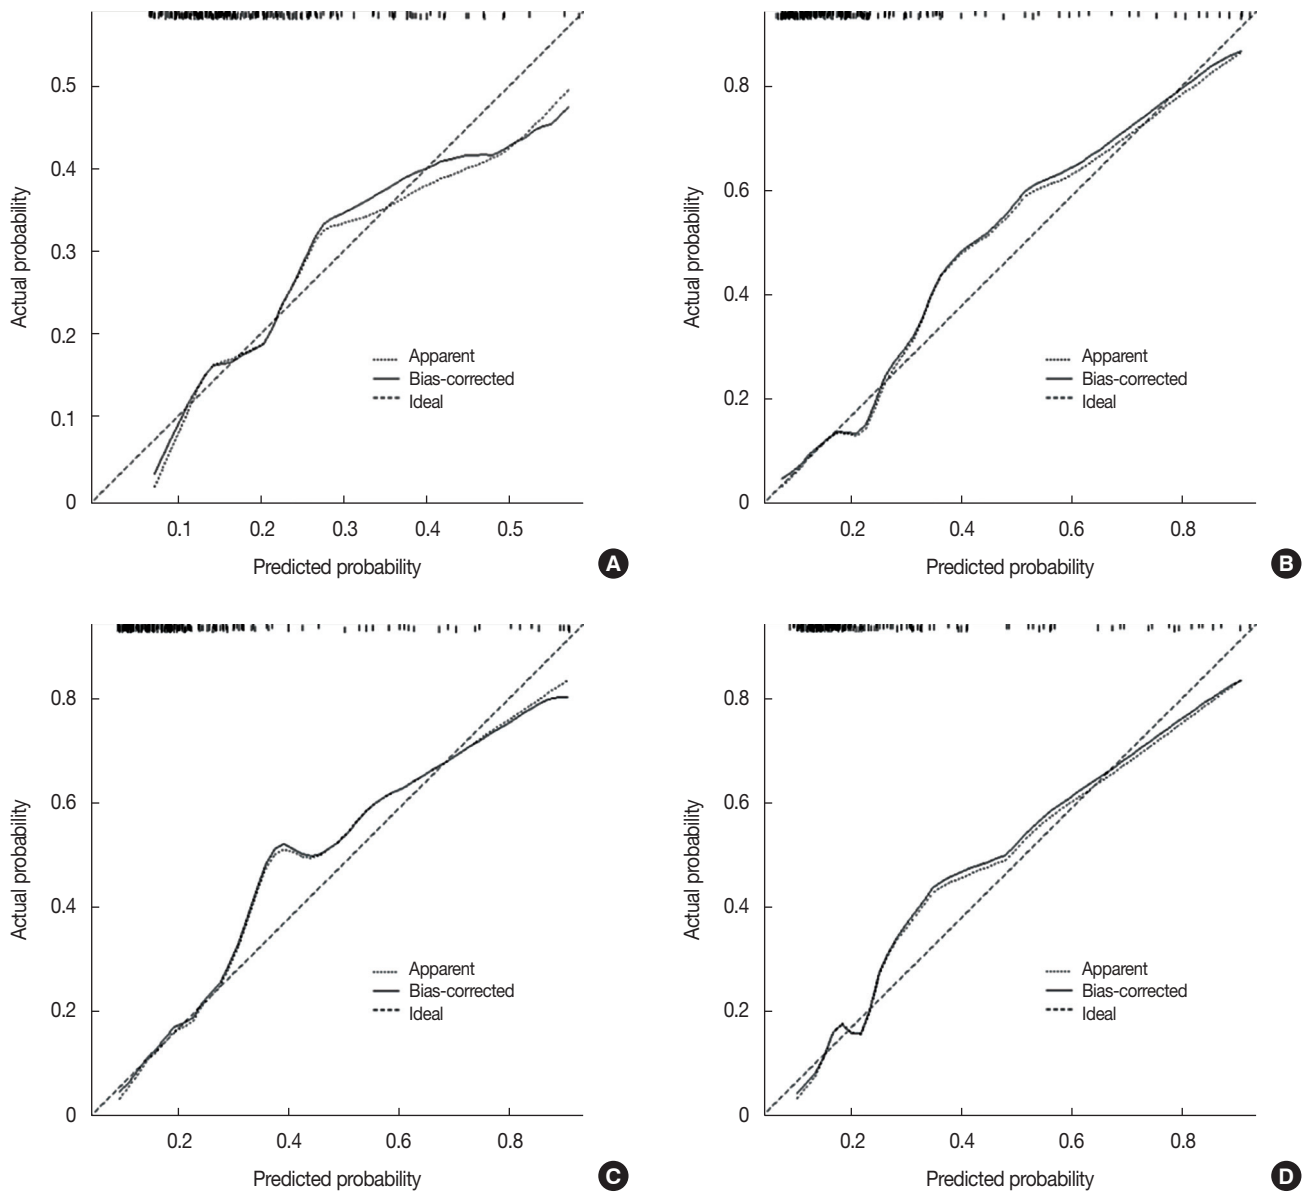 0.5
0.4
0.3
0.2
0.1
0
Actual probability
Apparent
Bias-corrected
Ideal
0.1 0.2 0.3 0.4 0.5
Predicted probability
A
0.8
0.6
0.4
0.2
0
Actual probability
Apparent
Bias-corrected
Ideal
0.2 0.4 0.6 0.8
Predicted probability
B
0.8
0.6
0.4
0.2
0
Actual probability
Apparent
Bias-corrected
Ideal
0.2 0.4 0.6 0.8
Predicted probability
C
0.8
0.6
0.4
0.2
0
Actual probability
Apparent
Bias-corrected
Ideal
0.2 0.4 0.6 0.8
Predicted probability
D